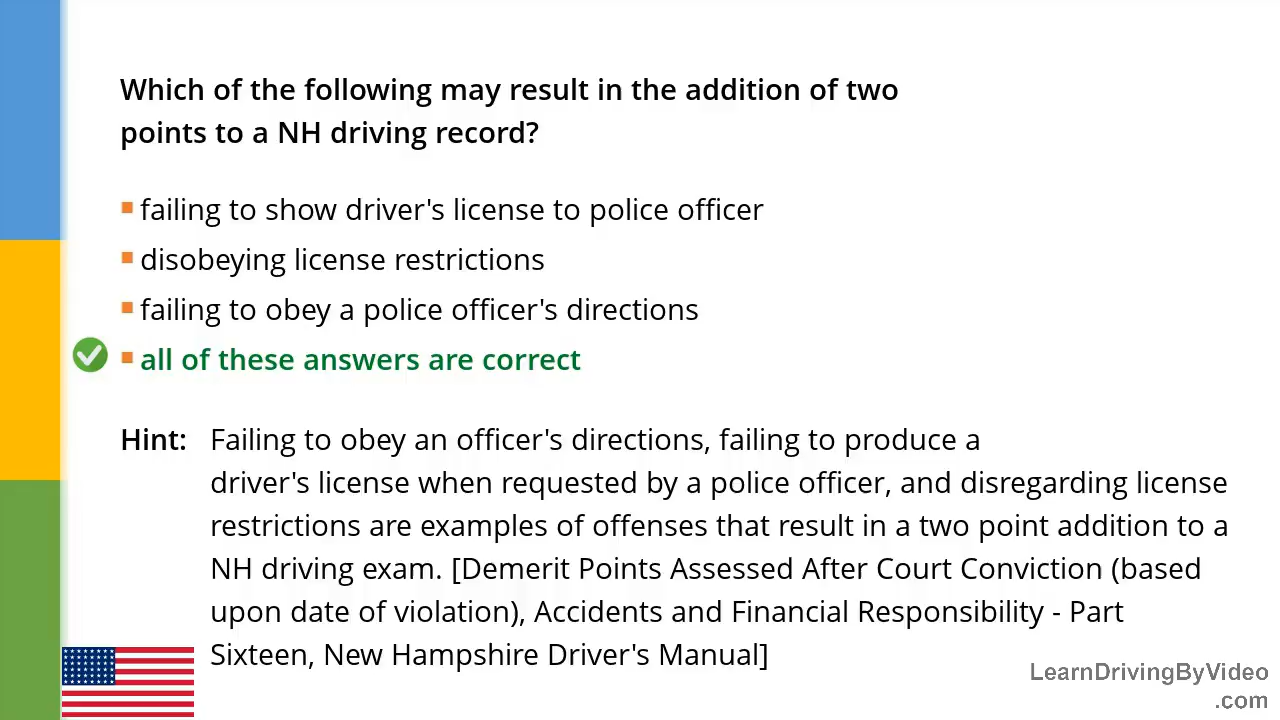 Which of the following may result in the addition of two
points to a NH driving record?
failing to show driver's license to police officer
disobeying license restrictions
failing to obey a police officer's directions
all of these answers are correct
Hint: Failing to obey an officer's directions, failing to produce a
driver's license when requested by a police officer, and disregarding license
restrictions are examples of offenses that result in a two point addition to a
NH driving exam. [Demerit Points Assessed After Court Conviction (based
upon date of violation), Accidents and Financial Responsibility - Part
Sixteen, New Hampshire Driver's Manual]
LearnDrivingByVideo
.com